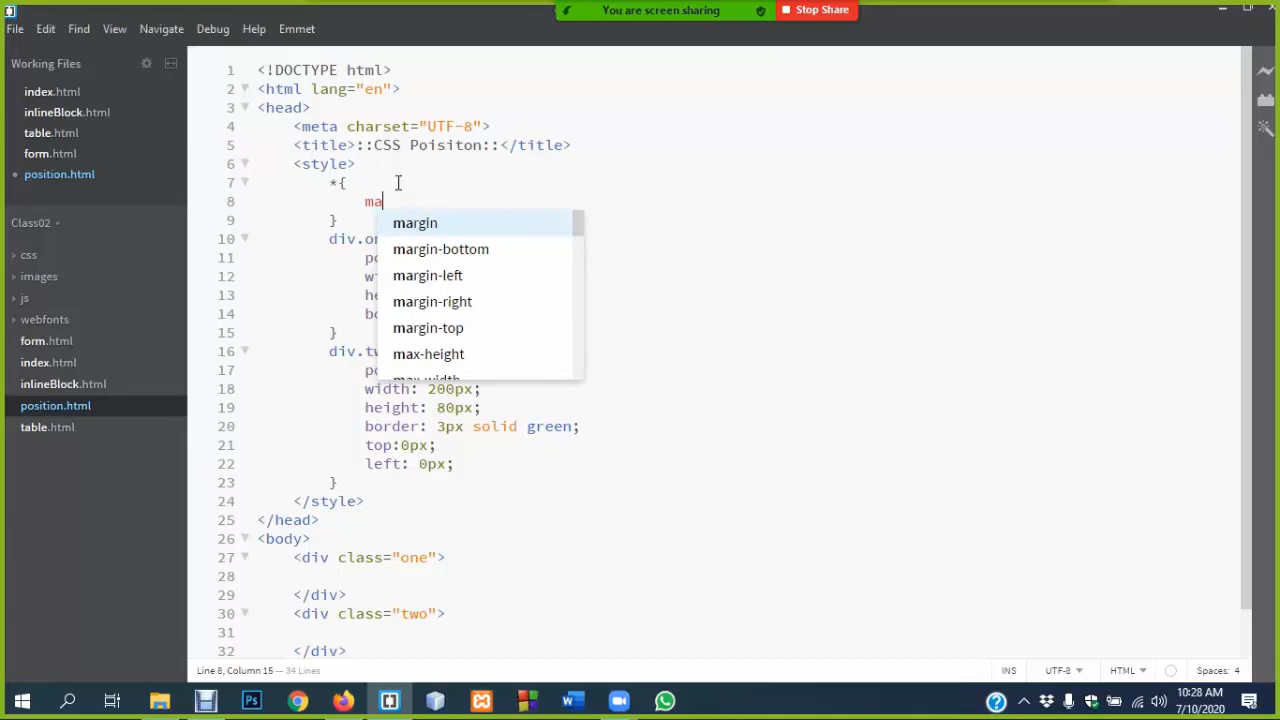 You are screen sharing
Stop Share
File Edit Find View Navigate Debug Help Emmet
Working Files
index.html
inlineBlock.html
table.html
form.html
position.html
Class02
css
images
js
webfonts
form.html
index.html
inlineBlock.html
position.html
table.html
1 <!DOCTYPE html>
2 <html lang="en">
3 <head>
4 <meta charset="UTF-8">
5 <title>::CSS Poisiton::</title>
6 <style>
7 *{
8 ma
9 }
10 div.on
11 po
12 wi
13 he
14 bo
15 }
16 div.tw
17 po
18 width: 200px;
19 height: 80px;
20 border: 3px solid green;
21 top:0px;
22 left: 0px;
23 }
24 </style>
25 </head>
26 <body>
27 <div class="one">
28
29 </div>
30 <div class="two">
31
32 </div>
margin
margin-bottom
margin-left
margin-right
margin-top
max-height
max-width
Line 8, Column 15 — 34 Lines
INS UTF-8 HTML Spaces: 4
10:28 AM
7/10/2020